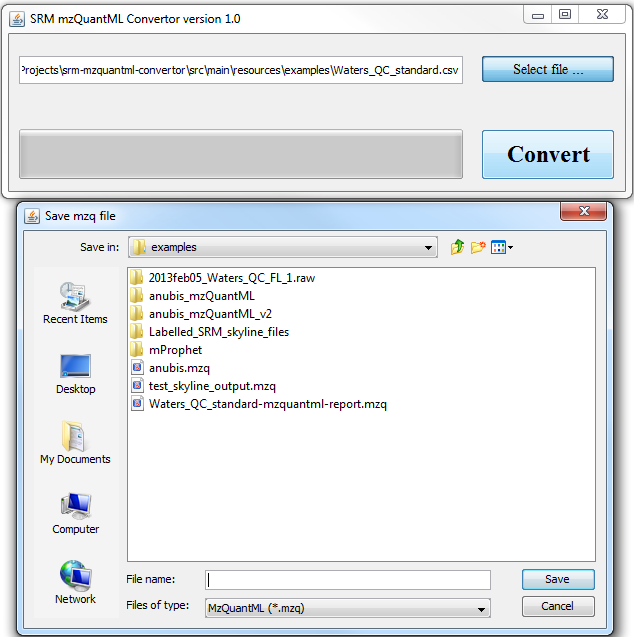 SRM mzQuantML Convertor version 1.0
Projects\srm-mzquantml-convertor\src\main\resources\examples\Waters_QC_standard.csv
Select file ...
Convert
Save mzq file
Save in:
examples
2013feb05_Waters_QC_FL_1.raw
anubis_mzQuantML
anubis_mzQuantML_v2
Labelled_SRM_skyline_files
mProphet
anubis.mzq
test_skyline_output.mzq
Waters_QC_standard-mzquantml-report.mzq
Recent Items
Desktop
My Documents
Computer
Network
File name:
Save
Files of type:
MzQuantML (*.mzq)
Cancel